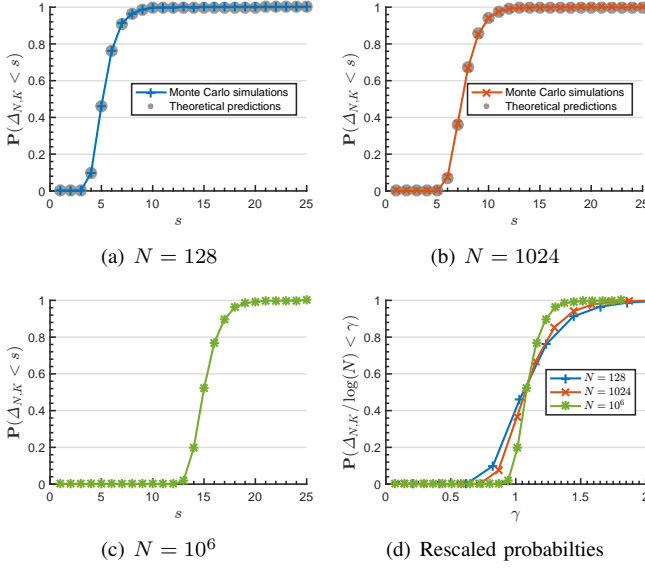 1
0.8
0.6
0.4
0.2
0
P(Δ_{N,K} < s)
Monte Carlo simulations
Theoretical predictions
0 5 10 15 20 25
s
(a) N = 128
1
0.8
0.6
0.4
0.2
0
P(Δ_{N,K} < s)
Monte Carlo simulations
Theoretical predictions
0 5 10 15 20 25
s
(b) N = 1024
1
0.8
0.6
0.4
0.2
0
P(Δ_{N,K} < s)
0 5 10 15 20 25
s
(c) N = 10^6
1
0.8
0.6
0.4
0.2
0
P(Δ_{N,K}/log(N) < γ)
N = 128
N = 1024
N = 10^6
0 0.5 1 1.5 2
γ
(d) Rescaled probabilties